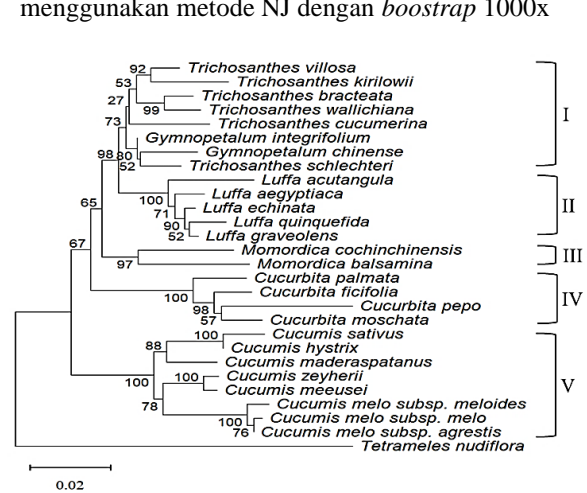 menggunakan metode NJ dengan boostrap 1000x
92
Trichosanthes villosa
53
Trichosanthes kirilowii
27
Trichosanthes bracteata
99
Trichosanthes wallichiana
73
Trichosanthes cucumerina
I
Gymnopetalum integrifolium
98
80
Gymnopetalum chinense
52
Trichosanthes schlechteri
Luffa acutangula
100
Luffa aegyptiaca
65
71
Luffa echinata
II
90
Luffa quinquefida
52
Luffa graveolens
67
Momordica cochinchinensis
97
Momordica balsamina
III
Cucurbita palmata
100
Cucurbita ficifolia
98
Cucurbita pepo
IV
57
Cucurbita moschata
100
Cucumis sativus
88
Cucumis hystrix
Cucumis maderaspatanus
100
100
Cucumis zeyherii
V
Cucumis meeusei
78
Cucumis melo subsp. meloides
100
Cucumis melo subsp. melo
76
Cucumis melo subsp. agrestis
Tetrameles nudiflora
0.02